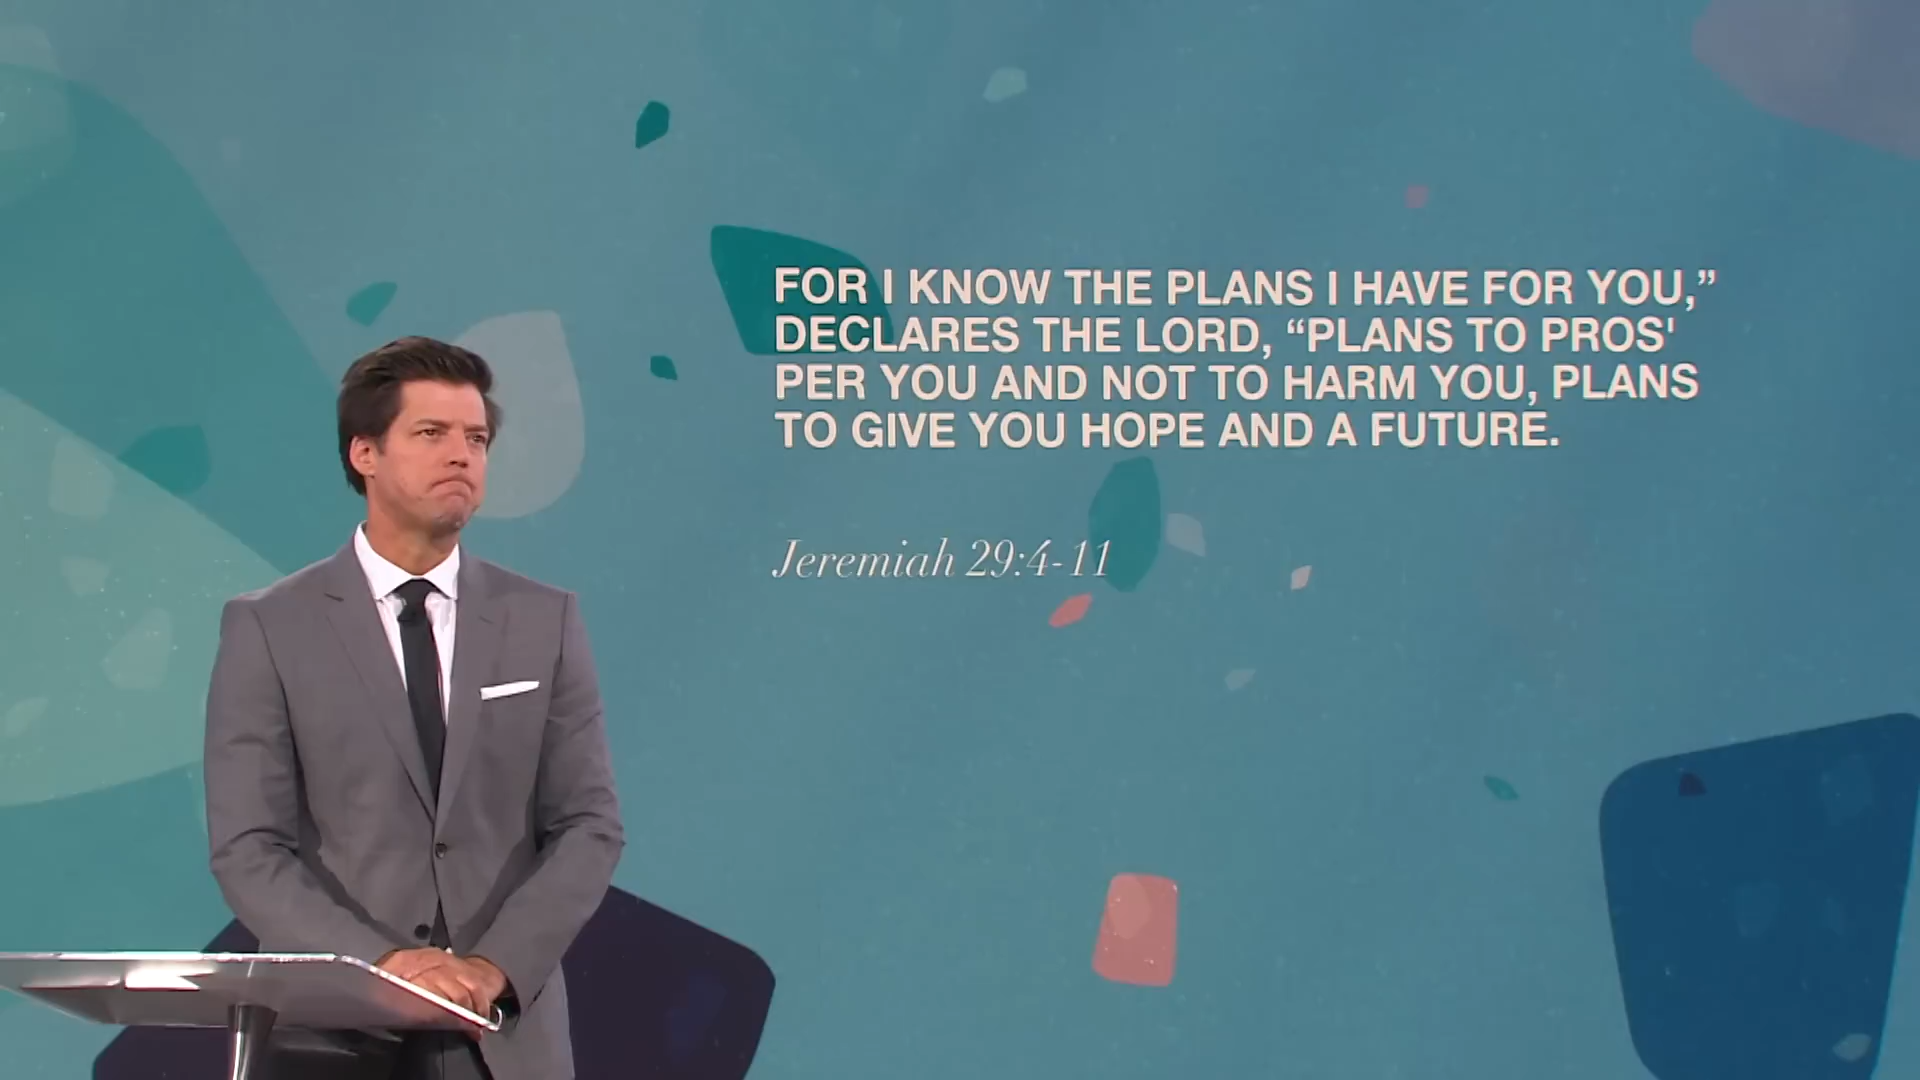 FOR I KNOW THE PLANS I HAVE FOR YOU,”
DECLARES THE LORD, “PLANS TO PROS'
PER YOU AND NOT TO HARM YOU, PLANS
TO GIVE YOU HOPE AND A FUTURE.
Jeremiah 29:4-11